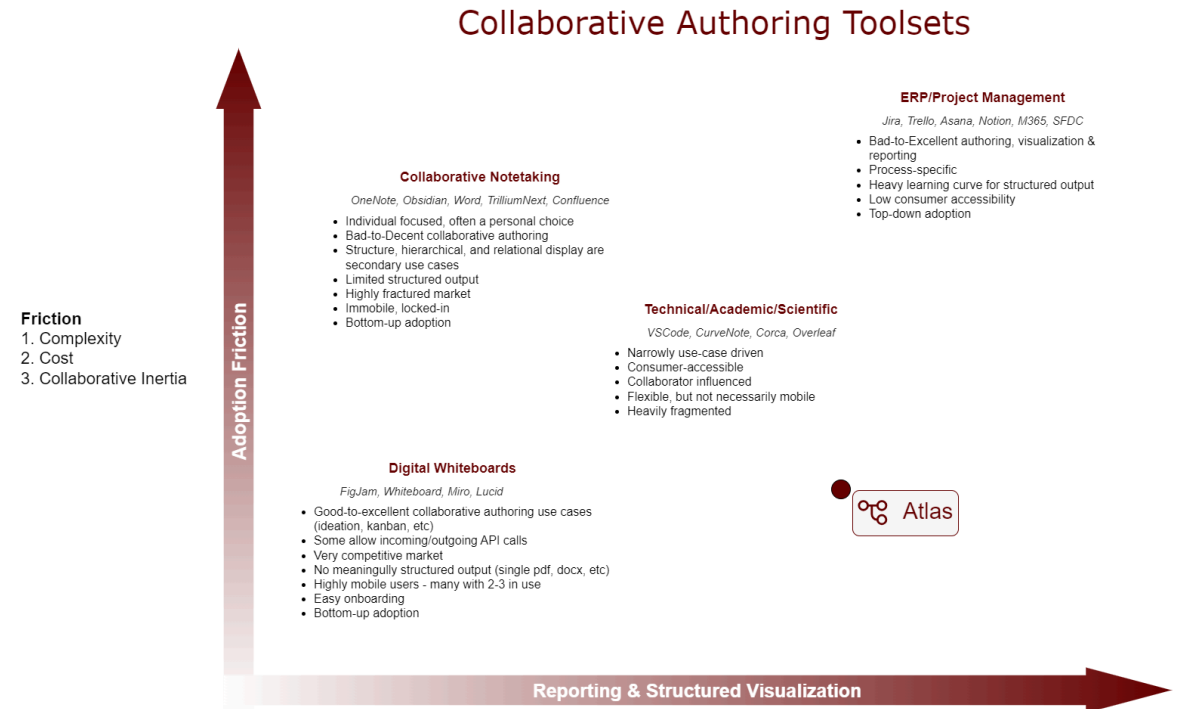 Collaborative Authoring Toolsets
ERP/Project Management
Jira, Trello, Asana, Notion, M365, SFDC
Bad-to-Excellent authoring, visualization &
reporting
Process-specific
Heavy learning curve for structured output
Low consumer accessibility
Top-down adoption
Collaborative Notetaking
OneNote, Obsidian, Word, TrilliumNext, Confluence
Individual focused, often a personal choice
Bad-to-Decent collaborative authoring
Structure, hierarchical, and relational display are
secondary use cases
Limited structured output
Highly fractured market
Immobile, locked-in
Bottom-up adoption
Technical/Academic/Scientific
VSCode, CurveNote, Corca, Overleaf
Narrowly use-case driven
Consumer-accessible
Collaborator influenced
Flexible, but not necessarily mobile
Heavily fragmented
Friction
1. Complexity
2. Cost
3. Collaborative Inertia
Adoption Friction
Digital Whiteboards
FigJam, Whiteboard, Miro, Lucid
Good-to-excellent collaborative authoring use cases
(ideation, kanban, etc)
Some allow incoming/outgoing API calls
Very competitive market
No meaningully structured output (single pdf, docx, etc)
Highly mobile users - many with 2-3 in use
Easy onboarding
Bottom-up adoption
Atlas
Reporting & Structured Visualization